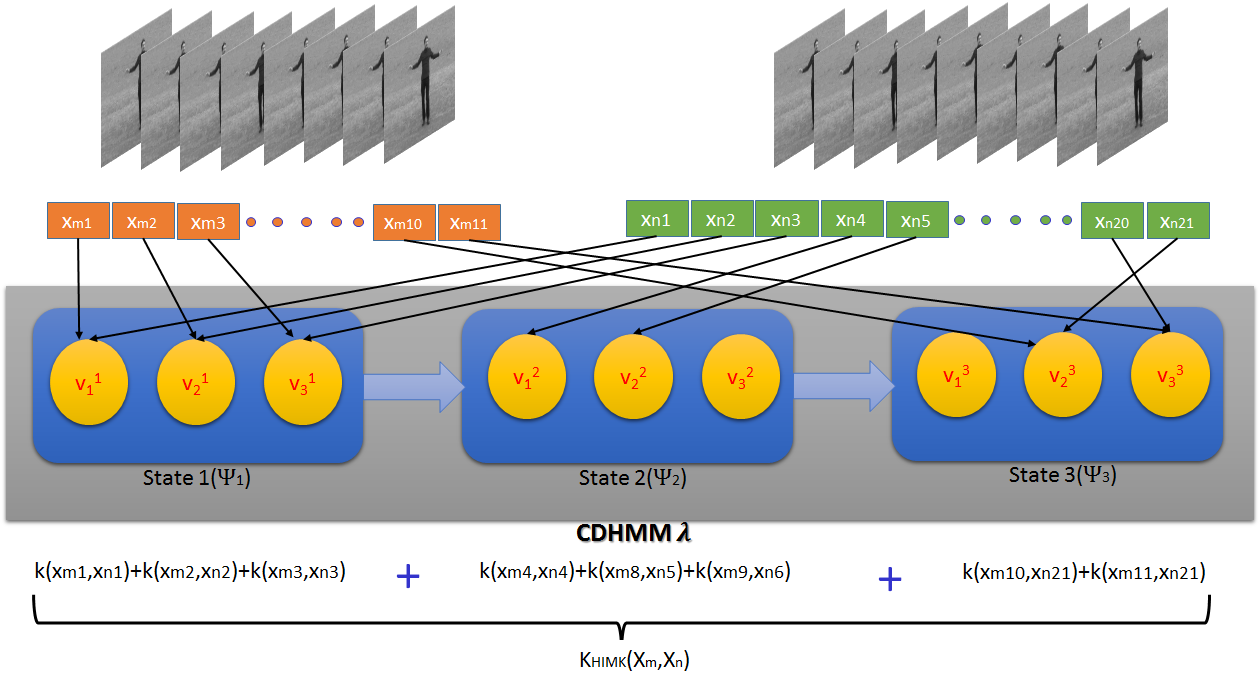 xm1 xm2 xm3 xm10 xm11 xn1 xn2 xn3 xn4 xn5 xn20 xn21
v₁¹ v₂¹ v₃¹ v₁² v₂² v₃² v₁³ v₂³ v₃³
State 1(Ψ₁) State 2(Ψ₂) State 3(Ψ₃)
CDHMM λ
k(xm1,xn1)+k(xm2,xn2)+k(xm3,xn3) + k(xm4,xn4)+k(xm8,xn5)+k(xm9,xn6) + k(xm10,xn21)+k(xm11,xn21)
KHIMK(Xm,Xn)